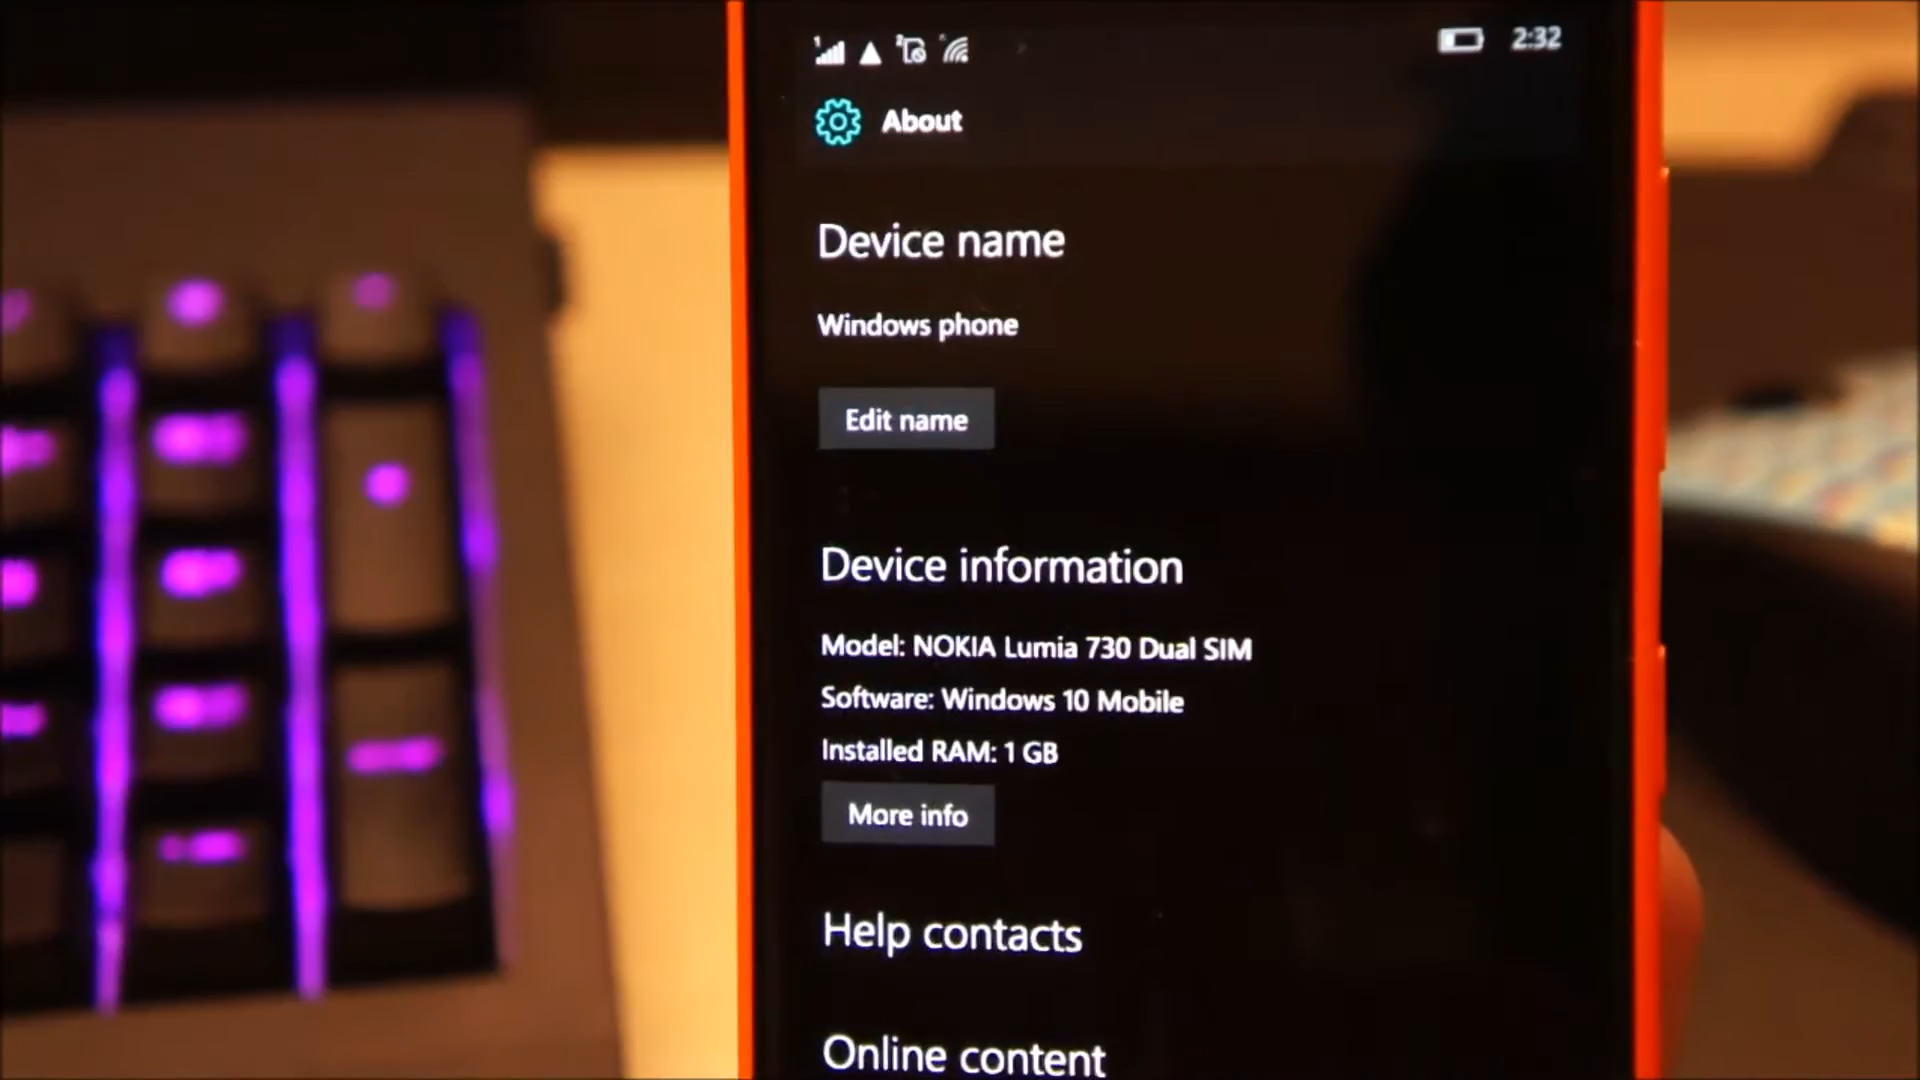 2:32
About
Device name
Windows phone
Edit name
Device information
Model: NOKIA Lumia 730 Dual SIM
Software: Windows 10 Mobile
Installed RAM: 1 GB
More info
Help contacts
Online content